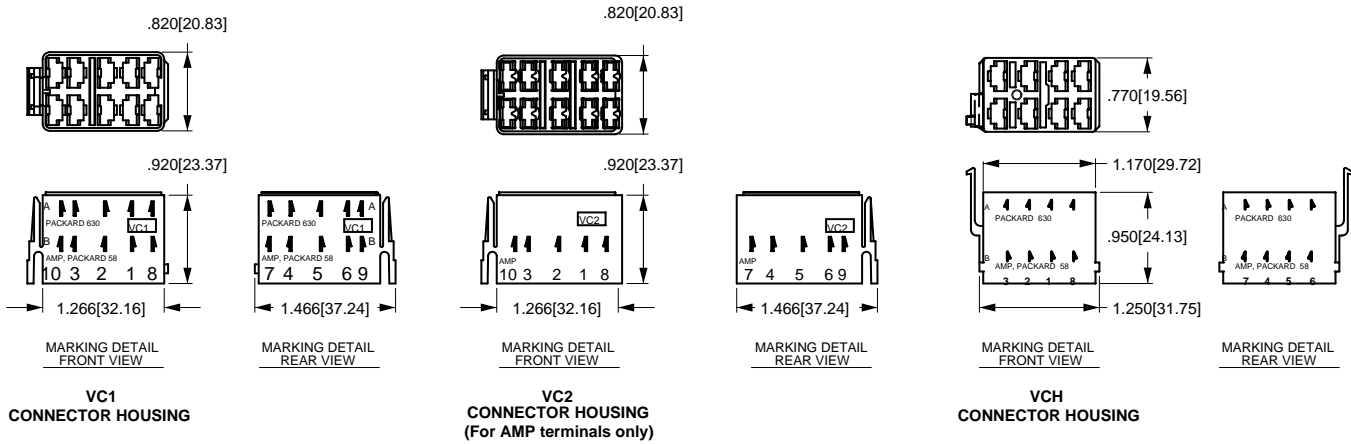 .820[20.83]
.920[23.37]
A A
PACKARD 630
VC1
B B
AMP, PACKARD 58
10 3 2 1 8
7 4 5 6 9
1.266[32.16]
1.466[37.24]
MARKING DETAIL
FRONT VIEW
MARKING DETAIL
REAR VIEW
VC1
CONNECTOR HOUSING
.820[20.83]
.920[23.37]
VC2
AMP
10 3 2 1 8
VC2
AMP
7 4 5 6 9
1.266[32.16]
1.466[37.24]
MARKING DETAIL
FRONT VIEW
MARKING DETAIL
REAR VIEW
VC2
CONNECTOR HOUSING
(For AMP terminals only)
.770[19.56]
1.170[29.72]
A
PACKARD 630
.950[24.13]
B
AMP, PACKARD 58
3 2 1 8
1.250[31.75]
A
PACKARD 630
B
AMP, PACKARD 58
7 4 5 6
MARKING DETAIL
FRONT VIEW
MARKING DETAIL
REAR VIEW
VCH
CONNECTOR HOUSING